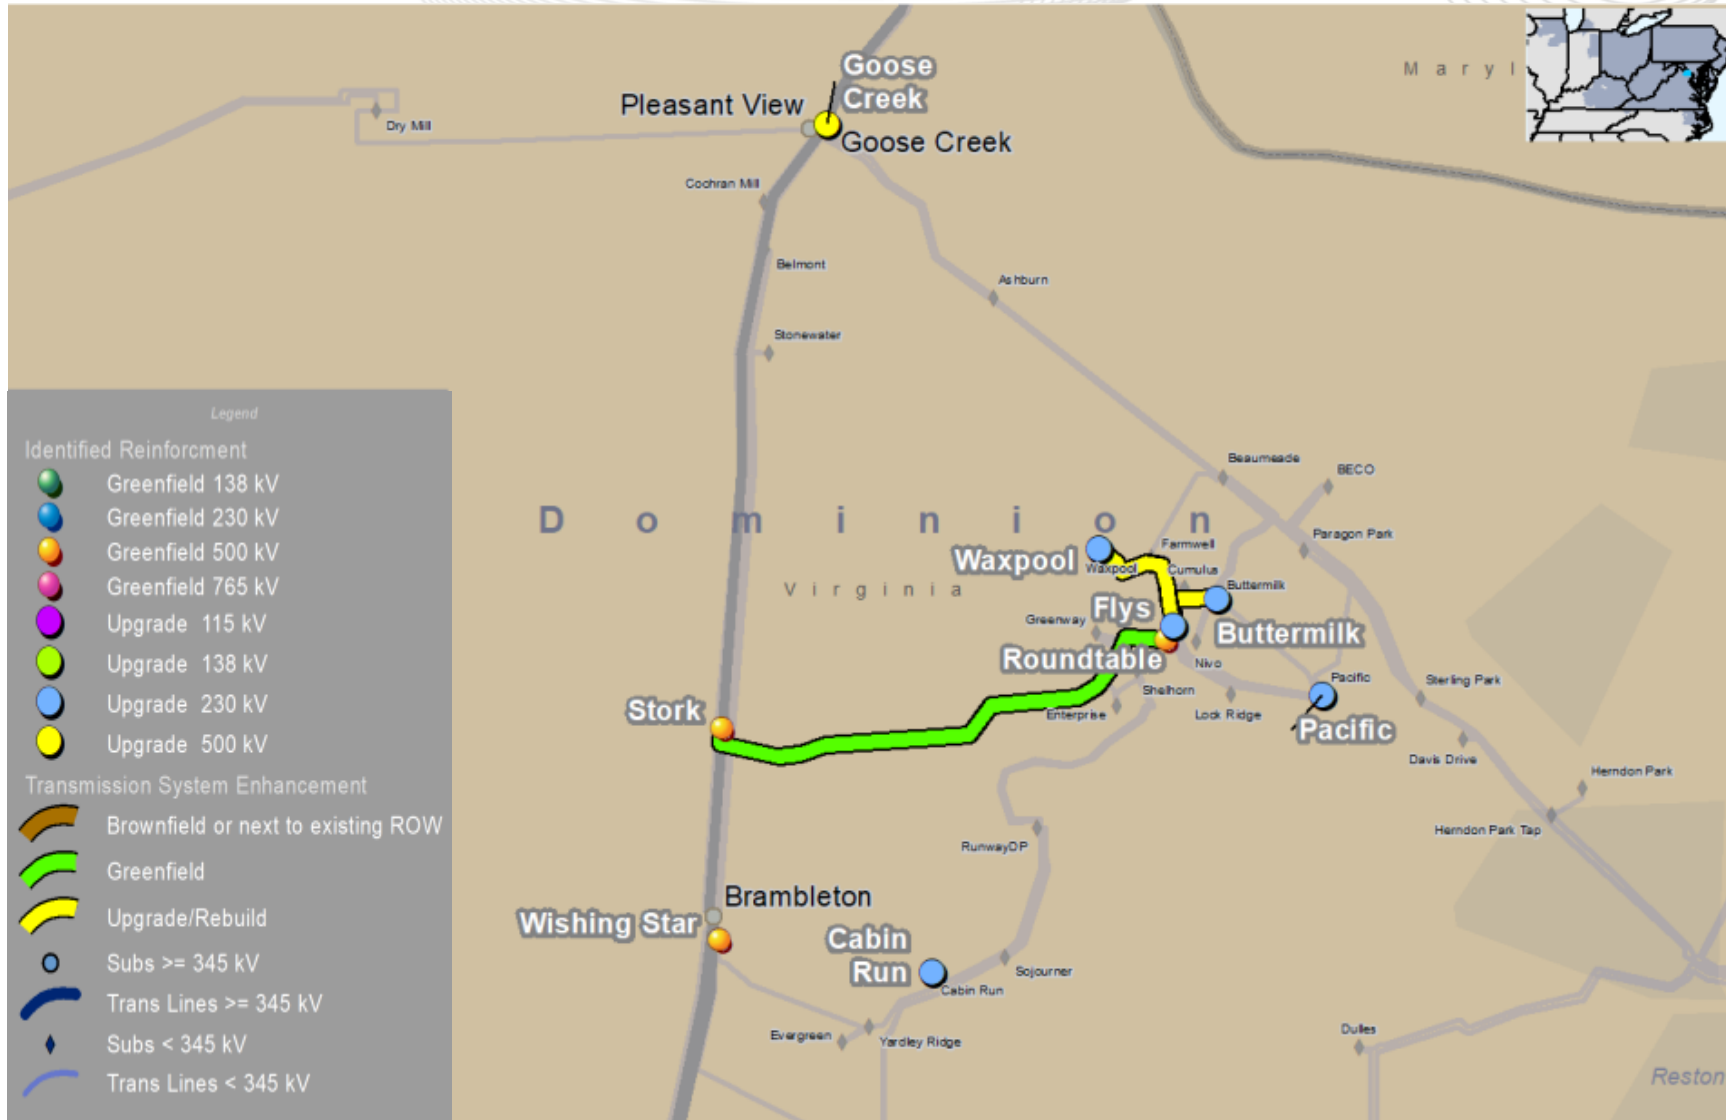 Goose
Creek
Maryl
Pleasant View
Dry Mill
Goose Creek
Cochran Mill
Belmont
Ashburn
Stonewater
Legend
Identified Reinforcment
Greenfield 138 kV
Greenfield 230 kV
Greenfield 500 kV
Greenfield 765 kV
Upgrade 115 kV
Upgrade 138 kV
Upgrade 230 kV
Upgrade 500 kV
Transmission System Enhancement
Brownfield or next to existing ROW
Greenfield
Upgrade/Rebuild
Subs >= 345 kV
Trans Lines >= 345 kV
Subs < 345 kV
Trans Lines < 345 kV
Beaumeade
BECO
Dominion
Paragon Park
Farmwell
Waxpool
Waxpool
Cumulus
Buttermilk
Virginia
Flys
Greenway
Buttermilk
Roundtable
Nivo
Pacific
Shelhorn
Sterling Park
Stork
Enterprise
Lock Ridge
Pacific
Davis Drive
Herndon Park
Herndon Park Tap
RunwayDP
Brambleton
Wishing Star
Cabin
Run
Sojourner
Cabin Run
Evergreen
Yardley Ridge
Dulles
Reston